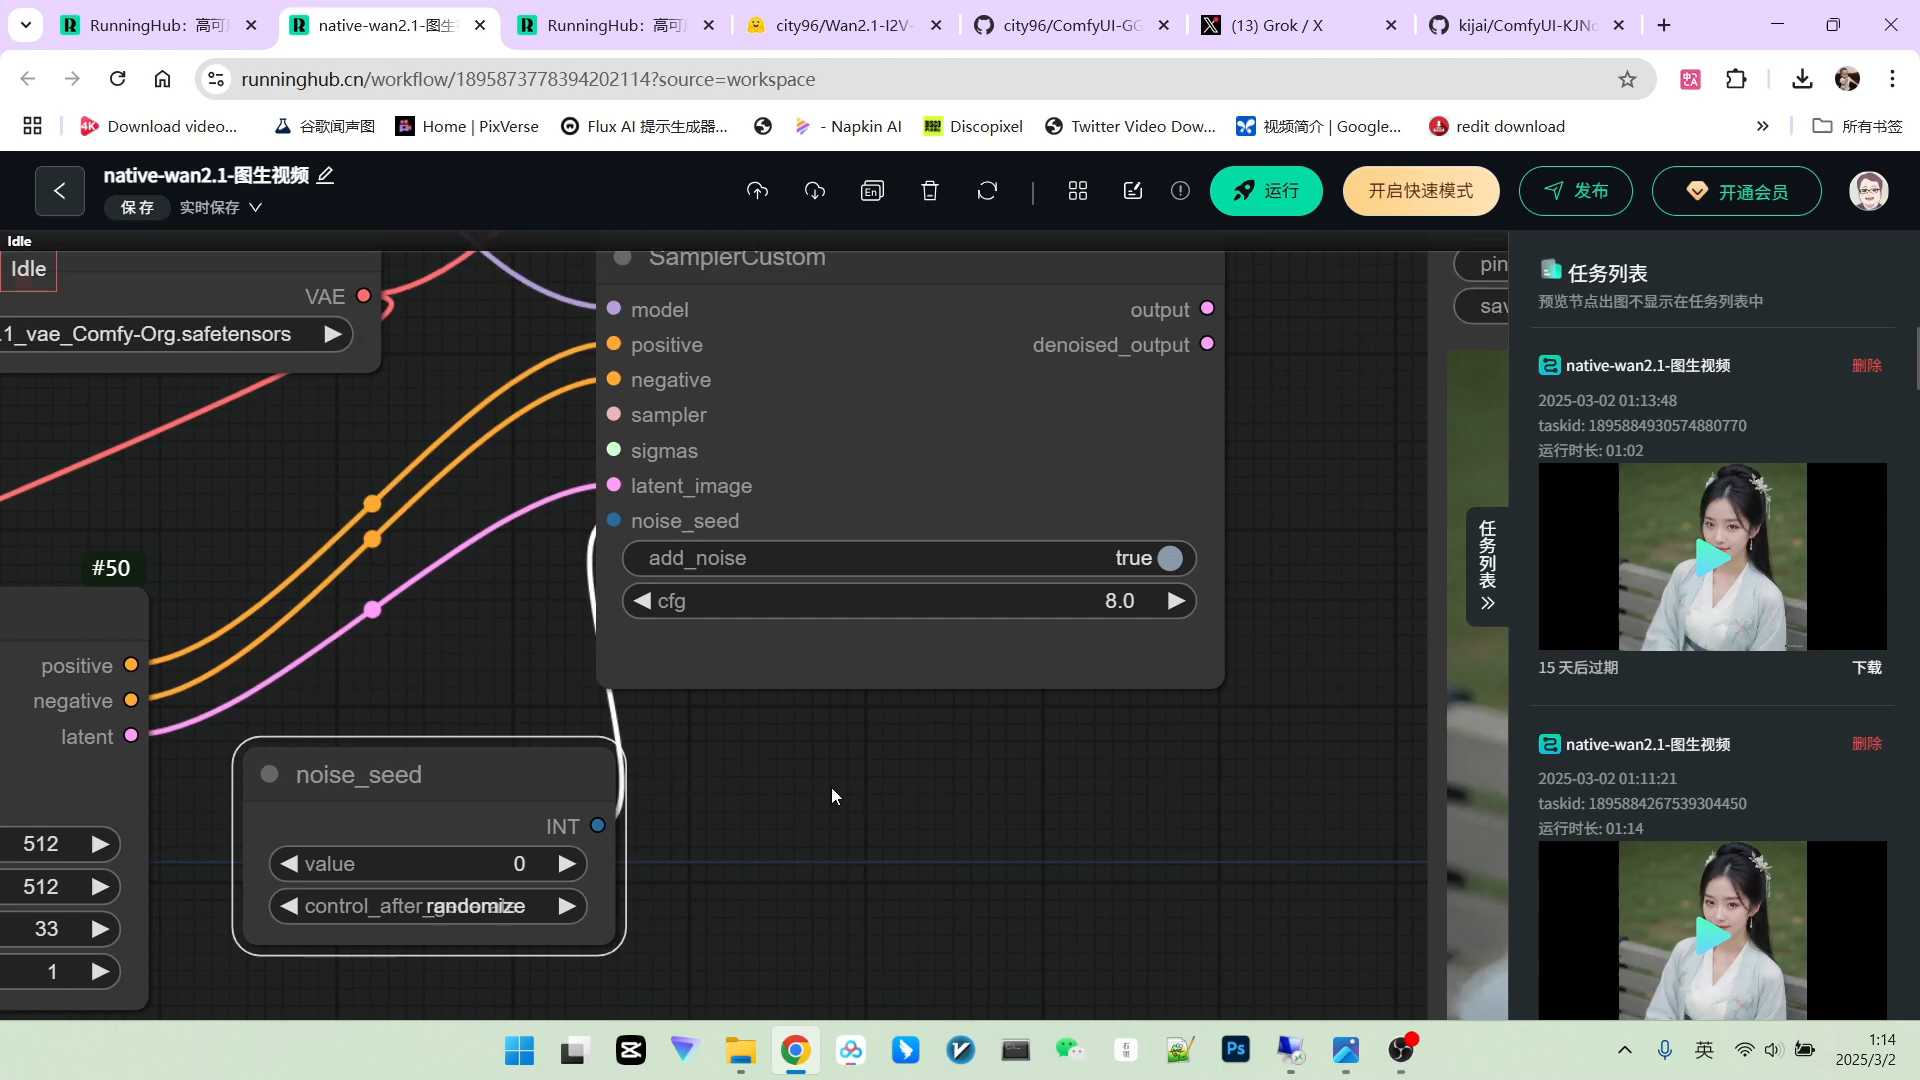 RunningHub: 高可
native-wan2.1-图生
RunningHub: 高可
city96/Wan2.1-I2V-
city96/ComfyUI-GG
(13) Grok / X
kijai/ComfyUI-KJNo
runninghub.cn/workflow/1895873778394202114?source=workspace
Download video...
谷歌闻声图
Home | PixVerse
Flux AI 提示生成器...
- Napkin AI
Discopixel
Twitter Video Dow...
视频简介 | Google...
redit download
所有书签
native-wan2.1-图生视频
保存
实时保存
运行
开启快速模式
发布
开通会员
Idle
Idle
VAE
.1_vae_Comfy-Org.safetensors
SamplerCustom
model
positive
negative
sampler
sigmas
latent_image
noise_seed
output
denoised_output
add_noise
true
cfg
8.0
pin
sav
#50
positive
negative
latent
512
512
33
1
noise_seed
INT
value
0
control_after_generate
randomize
任务列表
任务列表
预览节点出图不显示在任务列表中
native-wan2.1-图生视频
删除
2025-03-02 01:13:48
taskid: 1895884930574880770
运行时长: 01:02
15 天后过期
下载
native-wan2.1-图生视频
删除
2025-03-02 01:11:21
taskid: 1895884267539304450
运行时长: 01:14
Ps
英
1:14
2025/3/2